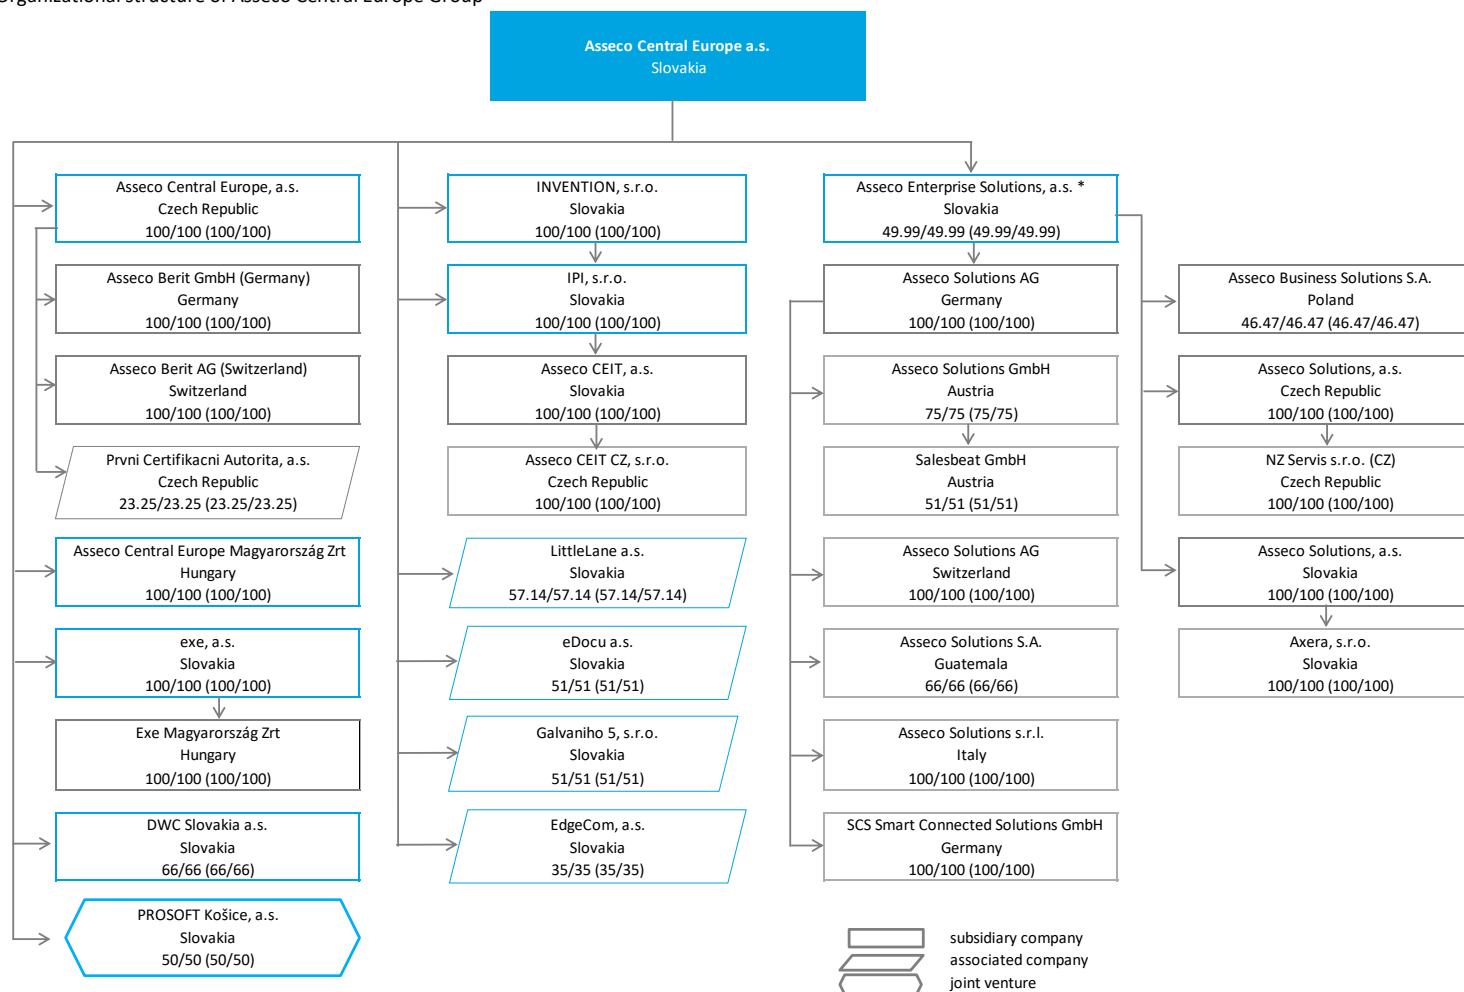 Organizational structure of Asseco Central Europe Group
Asseco Central Europe a.s.
Slovakia
Asseco Central Europe, a.s.
Czech Republic
100/100 (100/100)
Asseco Berit GmbH (Germany)
Germany
100/100 (100/100)
Asseco Berit AG (Switzerland)
Switzerland
100/100 (100/100)
Prvni Certifikacni Autorita, a.s.
Czech Republic
23.25/23.25 (23.25/23.25)
Asseco Central Europe Magyarország Zrt
Hungary
100/100 (100/100)
exe, a.s.
Slovakia
100/100 (100/100)
Exe Magyarország Zrt
Hungary
100/100 (100/100)
DWC Slovakia a.s.
Slovakia
66/66 (66/66)
PROSOFT Košice, a.s.
Slovakia
50/50 (50/50)
INVENTION, s.r.o.
Slovakia
100/100 (100/100)
IPI, s.r.o.
Slovakia
100/100 (100/100)
Asseco CEIT, a.s.
Slovakia
100/100 (100/100)
Asseco CEIT CZ, s.r.o.
Czech Republic
100/100 (100/100)
LittleLane a.s.
Slovakia
57.14/57.14 (57.14/57.14)
eDocu a.s.
Slovakia
51/51 (51/51)
Galvaniho 5, s.r.o.
Slovakia
51/51 (51/51)
EdgeCom, a.s.
Slovakia
35/35 (35/35)
Asseco Enterprise Solutions, a.s. *
Slovakia
49.99/49.99 (49.99/49.99)
Asseco Solutions AG
Germany
100/100 (100/100)
Asseco Solutions GmbH
Austria
75/75 (75/75)
Salesbeat GmbH
Austria
51/51 (51/51)
Asseco Solutions AG
Switzerland
100/100 (100/100)
Asseco Solutions S.A.
Guatemala
66/66 (66/66)
Asseco Solutions s.r.l.
Italy
100/100 (100/100)
SCS Smart Connected Solutions GmbH
Germany
100/100 (100/100)
Asseco Business Solutions S.A.
Poland
46.47/46.47 (46.47/46.47)
Asseco Solutions, a.s.
Czech Republic
100/100 (100/100)
NZ Servis s.r.o. (CZ)
Czech Republic
100/100 (100/100)
Asseco Solutions, a.s.
Slovakia
100/100 (100/100)
Axera, s.r.o.
Slovakia
100/100 (100/100)
subsidiary company
associated company
joint venture